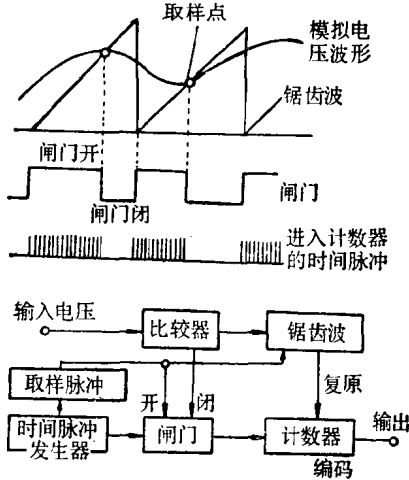 取样点
模拟电
压波形
锯齿波
闸门开
闸门
闸门闭
进入计数器
的时间脉冲
输入电压
比较器
锯齿波
取样脉冲
开
闭
复原
输出
时间脉冲
发生器
闸门
计数器
编码